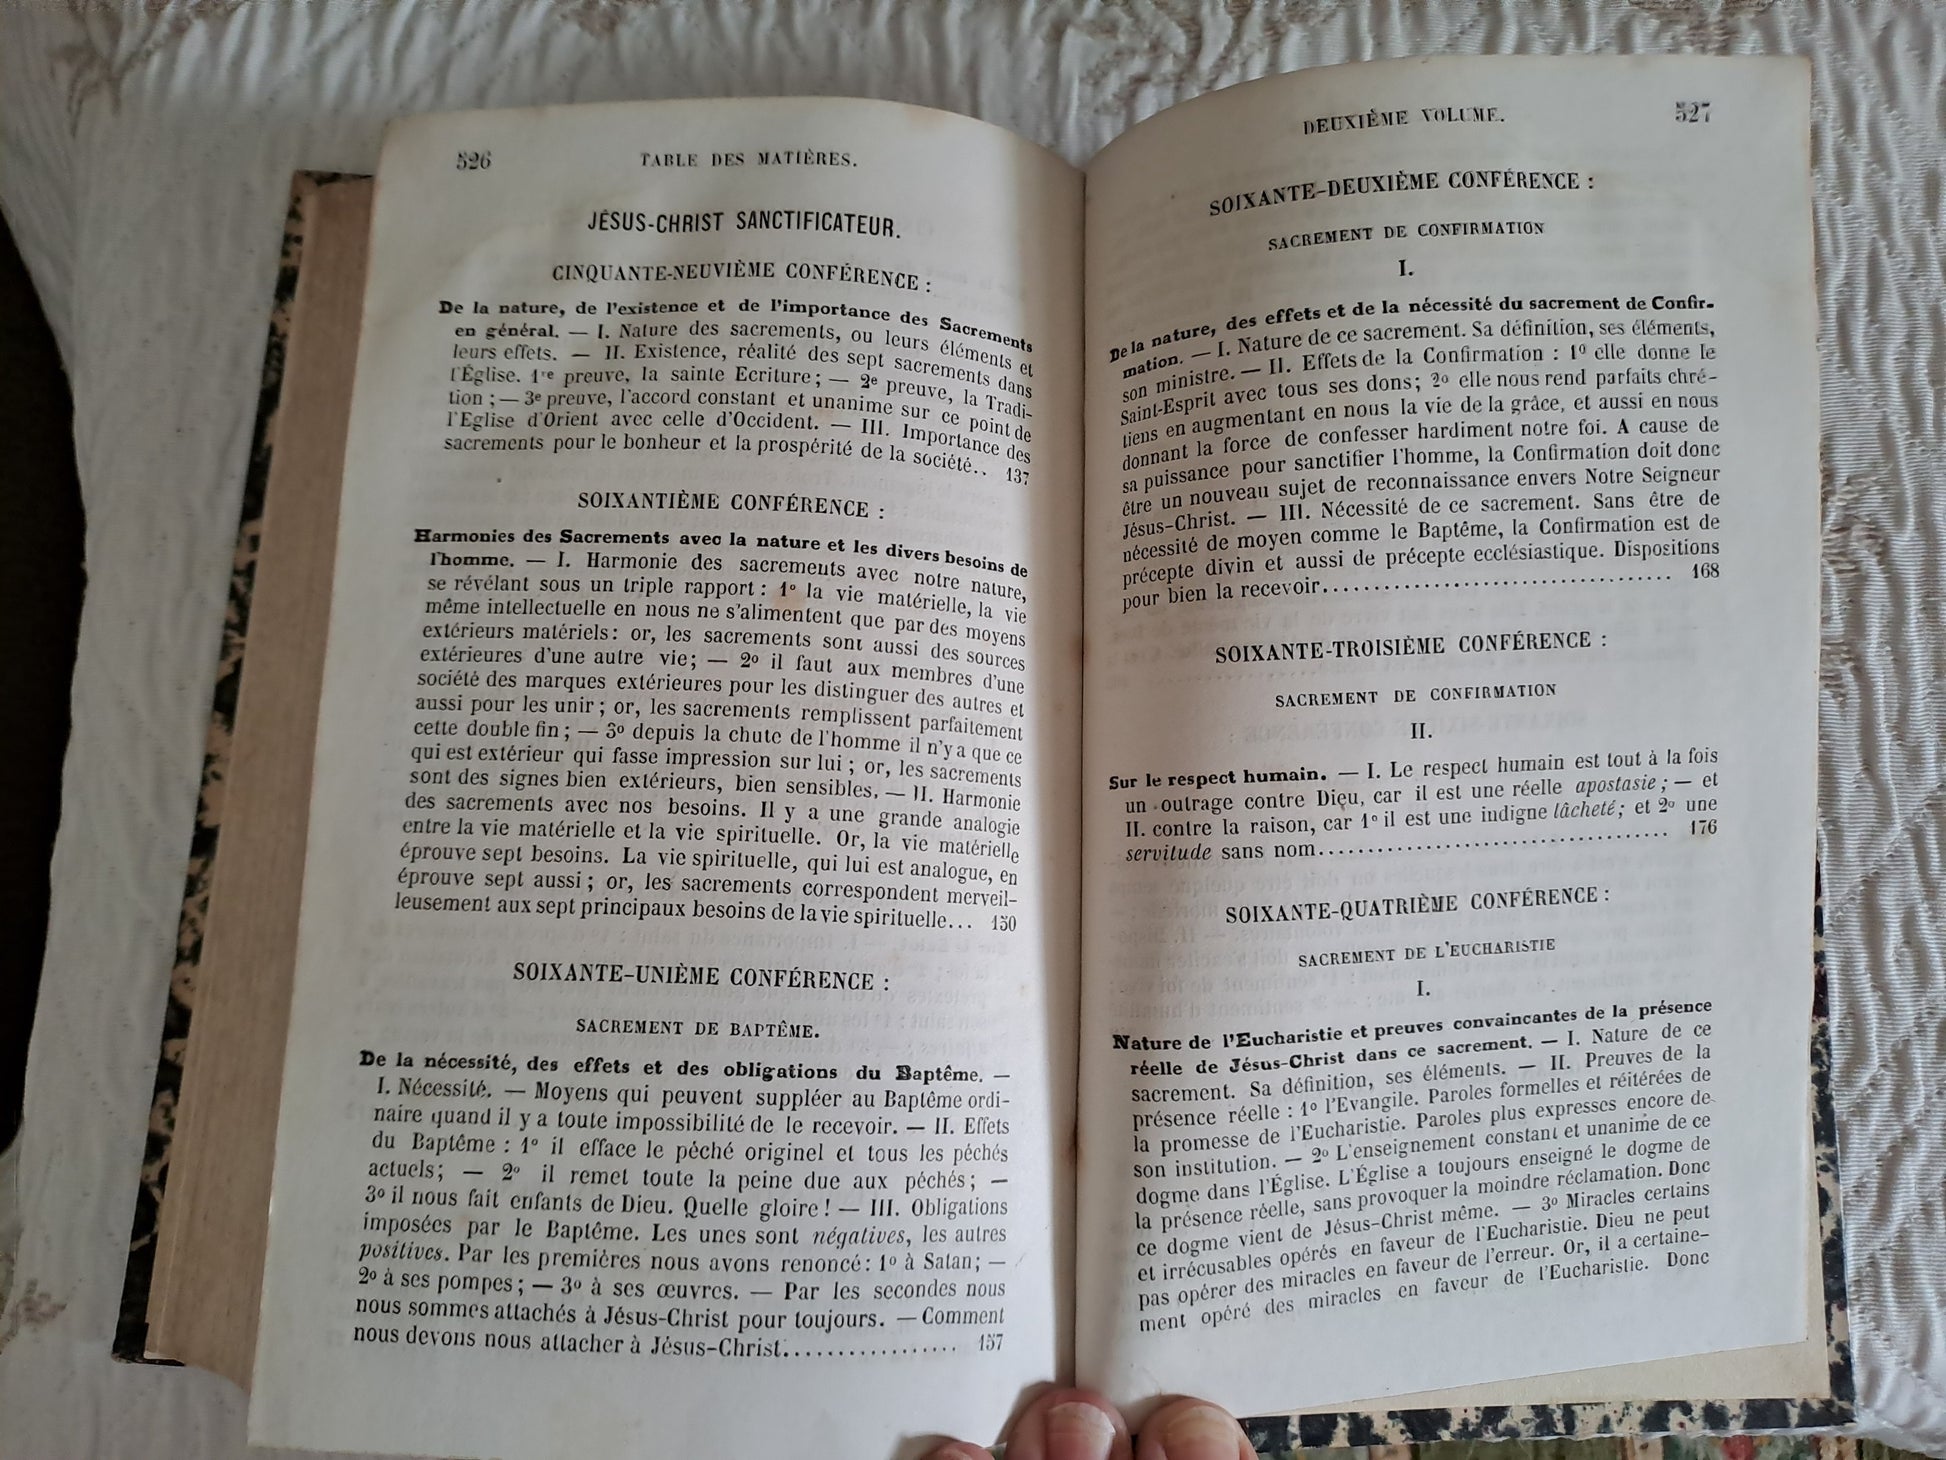 526
TABLE DES MATIÈRES.
JÉSUS-CHRIST SANCTIFICATEUR.
CINQUANTE-NEUVIÈME CONFÉRENCE :
De la nature, de l'existence et de l'importance des Sacrements
en général. — I. Nature des sacrements, ou leurs éléments et
leurs effets. — II. Existence, réalité des sept sacrements dans
l'Église. 1re preuve, la sainte Ecriture; — 2e preuve, la Tradi-
tion; — 3e preuve, l'accord constant et unanime sur ce point de
l'Eglise d'Orient avec celle d'Occident. — III. Importance des
sacrements pour le bonheur et la prospérité de la société.. 137
SOIXANTIÈME CONFÉRENCE :
Harmonies des Sacrements avec la nature et les divers besoins de
l'homme. — I. Harmonie des sacrements avec notre nature,
se révélant sous un triple rapport : 1° la vie matérielle, la vie
même intellectuelle en nous ne s'alimentent que par des moyens
extérieurs matériels: or, les sacrements sont aussi des sources
extérieures d'une autre vie; — 2° il faut aux membres d'une
société des marques extérieures pour les distinguer des autres et
aussi pour les unir; or, les sacrements remplissent parfaitement
cette double fin; — 3° depuis la chute de l'homme il n'y a que ce
qui est extérieur qui fasse impression sur lui; or, les sacrements
sont des signes bien extérieurs, bien sensibles. — II. Harmonie
des sacrements avec nos besoins. Il y a une grande analogie
entre la vie matérielle et la vie spirituelle. Or, la vie matérielle
éprouve sept besoins. La vie spirituelle, qui lui est analogue, en
éprouve sept aussi; or, les sacrements correspondent merveil-
leusement aux sept principaux besoins de la vie spirituelle... 150
SOIXANTE-UNIÈME CONFÉRENCE :
SACREMENT DE BAPTÊME.
De la nécessité, des effets et des obligations du Baptême. —
I. Nécessité. — Moyens qui peuvent suppléer au Baptême ordi-
naire quand il y a toute impossibilité de le recevoir. — II. Effets
du Baptême : 1° il efface le péché originel et tous les péchés
actuels; — 2° il remet toute la peine due aux péchés; —
3° il nous fait enfants de Dieu. Quelle gloire! — III. Obligations
imposées par le Baptême. Les unes sont négatives, les autres
positives. Par les premières nous avons renoncé: 1° à Satan; —
2° à ses pompes; — 3° à ses œuvres. — Par les secondes nous
nous sommes attachés à Jésus-Christ pour toujours. — Comment
nous devons nous attacher à Jésus-Christ................. 157
DEUXIÈME VOLUME.
527
SOIXANTE-DEUXIÈME CONFÉRENCE :
SACREMENT DE CONFIRMATION
I.
De la nature, des effets et de la nécessité du sacrement de Confir-
mation. — I. Nature de ce sacrement. Sa définition, ses éléments,
son ministre. — II. Effets de la Confirmation : 1° elle donne le
Saint-Esprit avec tous ses dons; 2° elle nous rend parfaits chré-
tiens en augmentant en nous la vie de la grâce, et aussi en nous
donnant la force de confesser hardiment notre foi. A cause de
sa puissance pour sanctifier l'homme, la Confirmation doit donc
être un nouveau sujet de reconnaissance envers Notre Seigneur
Jésus-Christ. — III. Nécessité de ce sacrement. Sans être de
nécessité de moyen comme le Baptême, la Confirmation est de
précepte divin et aussi de précepte ecclésiastique. Dispositions
pour bien la recevoir................................. 168
SOIXANTE-TROISIÈME CONFÉRENCE :
SACREMENT DE CONFIRMATION
II.
Sur le respect humain. — I. Le respect humain est tout à la fois
un outrage contre Dieu, car il est une réelle apostasie; — et
II. contre la raison, car 1° il est une indigne lâcheté; et 2° une
servitude sans nom................................. 176
SOIXANTE-QUATRIÈME CONFÉRENCE :
SACREMENT DE L'EUCHARISTIE
I.
Nature de l'Eucharistie et preuves convaincantes de la présence
réelle de Jésus-Christ dans ce sacrement. — I. Nature de ce
sacrement. Sa définition, ses éléments. — II. Preuves de la
présence réelle : 1° l'Evangile. Paroles formelles et réitérées de
la promesse de l'Eucharistie. Paroles plus expresses encore de
son institution. — 2° L'enseignement constant et unanime de ce
dogme dans l'Église. L'Église a toujours enseigné le dogme de
la présence réelle, sans provoquer la moindre réclamation. Donc
ce dogme vient de Jésus-Christ même. — 3° Miracles certains
et irrécusables opérés en faveur de l'Eucharistie. Dieu ne peut
pas opérer des miracles en faveur de l'erreur. Or, il a certaine-
ment opéré des miracles en faveur de l'Eucharistie. Donc